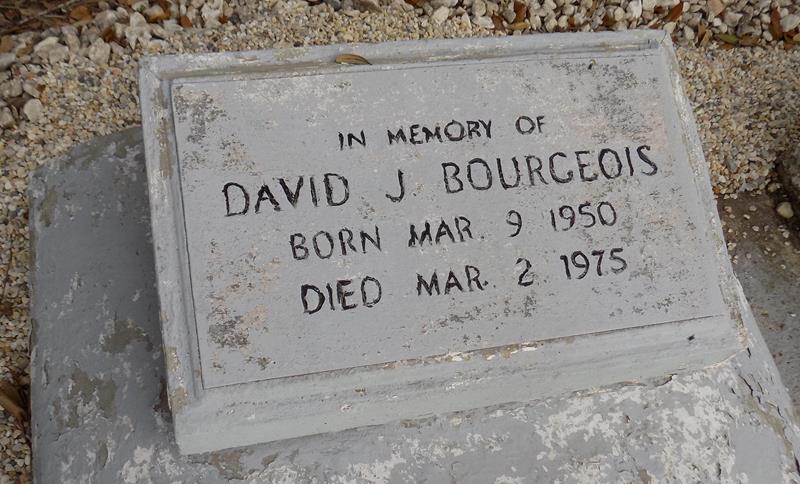 IN MEMORY OF
DAVID J. BOURGEOIS
BORN MAR. 9 1950
DIED MAR. 2 1975